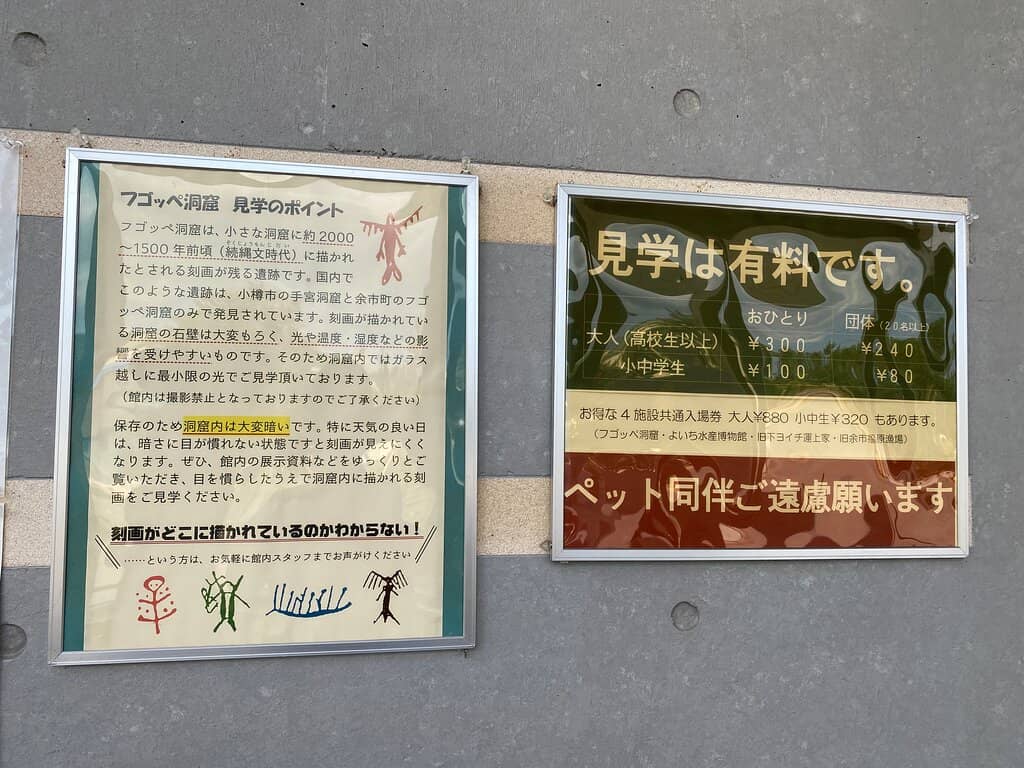 フゴッペ洞窟 見学のポイント
フゴッペ洞窟は、小さな洞窟に約2000
～1500年前頃（続縄文時代）に描かれ
ぞくじょうもんじだい
たとされる刻画が残る遺跡です。国内で
このような遺跡は、小樽市の手宮洞窟と余市町のフゴ
ッペ洞窟のみで発見されています。刻画が描かれてい
る洞窟の石壁は大変もろく、光や温度・湿度などの影
響を受けやすいものです。そのため洞窟内ではガラス
越しに最小限の光でご見学頂いております。
（館内は撮影禁止となっておりますのでご了承ください）
保存のため洞窟内は大変暗いです。特に天気の良い日
は、暗さに目が慣れない状態ですと刻画が見えにくく
なります。ぜひ、館内の展示資料などをゆっくりとご
覧いただき、目を慣らしたうえで洞窟内に描かれる刻
画をご見学ください。
刻画がどこに描かれているのかわからない！
……という方は、お気軽に館内スタッフまでお声がけください
見学は有料です。
おひとり 団体（20名以上）
大人（高校生以上） ￥300 ￥240
小中学生 ￥100 ￥80
お得な4施設共通入場券 大人¥880 小中生¥320 もあります。
（フゴッペ洞窟・よいち水産博物館・旧下ヨイチ運上家・旧余市福原漁場）
ペット同伴ご遠慮願います